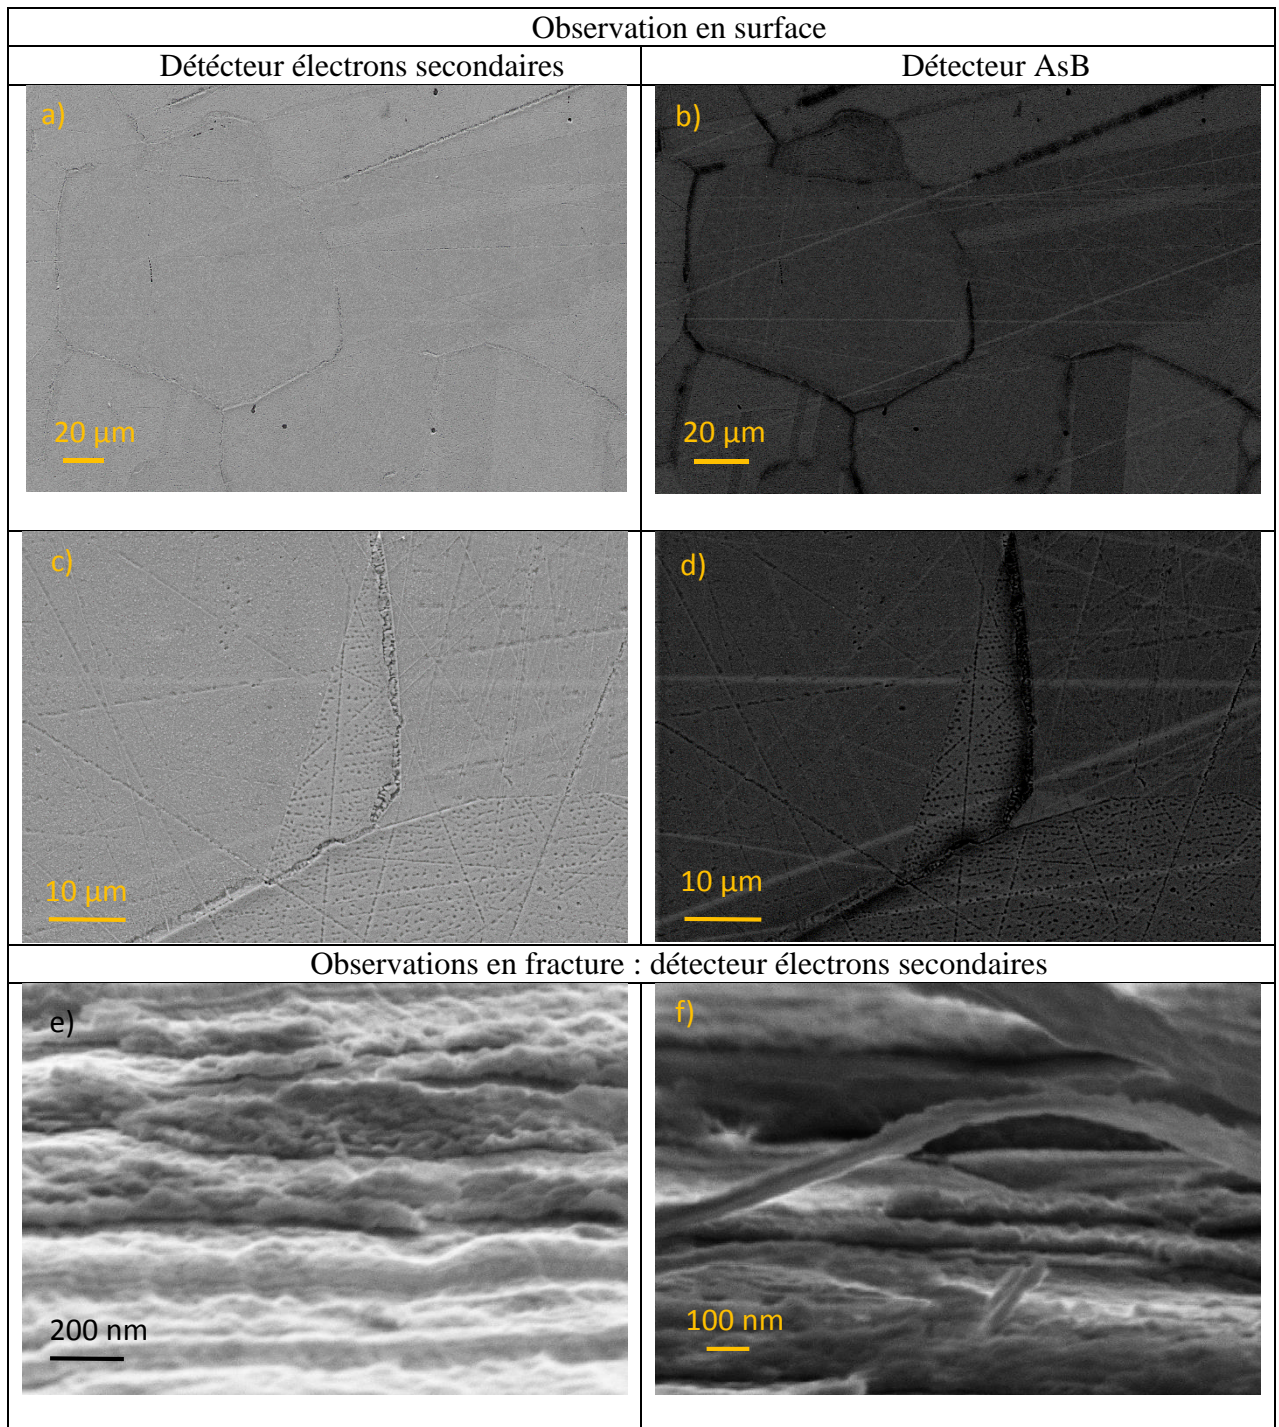 Observation en surface
Détécteur électrons secondaires
Détecteur AsB
a)
b)
20 µm
20 µm
c)
d)
10 µm
10 µm
Observations en fracture : détecteur électrons secondaires
e)
f)
200 nm
100 nm